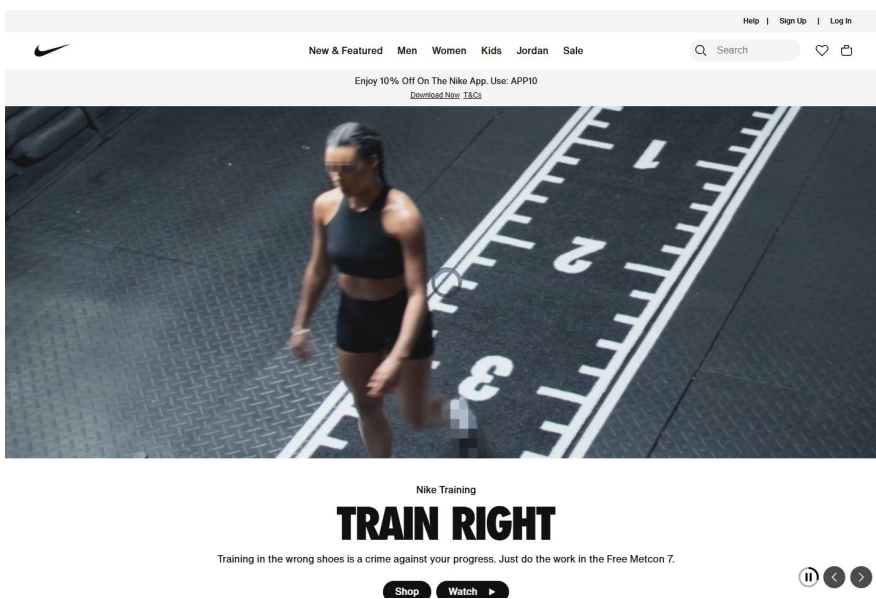 Help | Sign Up | Log In
New & Featured Men Women Kids Jordan Sale
Search
Enjoy 10% Off On The Nike App. Use: APP10
Download Now T&Cs
1
2
3
Nike Training
TRAIN RIGHT
Training in the wrong shoes is a crime against your progress. Just do the work in the Free Metcon 7.
Shop Watch